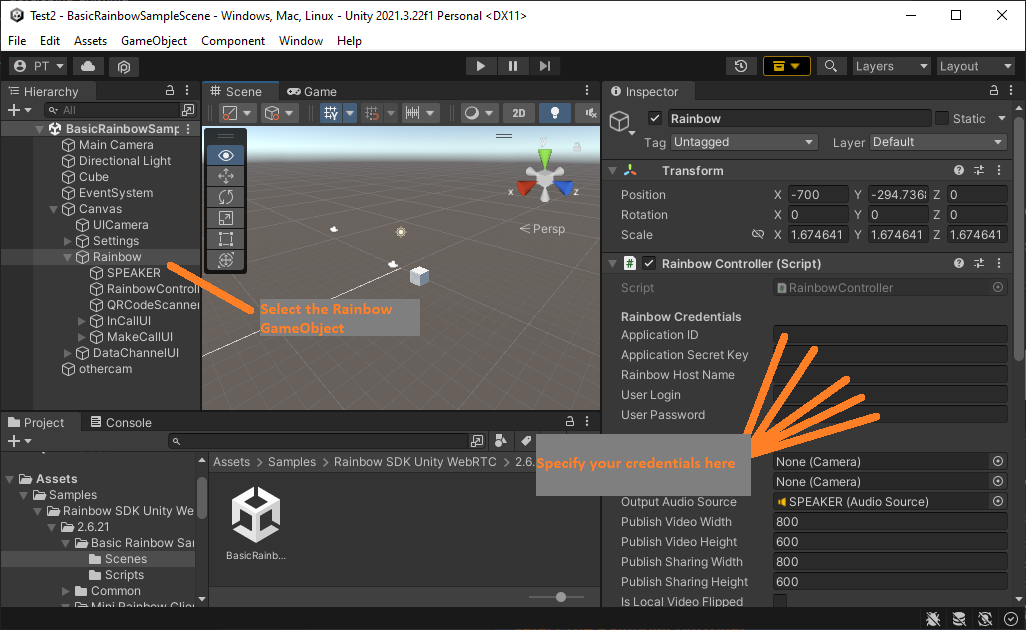 Test2 - BasicRainbowSampleScene - Windows, Mac, Linux - Unity 2021.3.22f1 Personal <DX11>
File Edit Assets GameObject Component Window Help
PT Layers Layout
Hierarchy
All
BasicRainbowSamp
Main Camera
Directional Light
Cube
EventSystem
Canvas
UICamera
Settings
Rainbow
SPEAKER
RainbowControll
QRCodeScanner
InCallUI
MakeCallUI
DataChannelUI
othercam
Scene Game
2D
y
x z
Persp
Select the Rainbow
GameObject
Inspector
Rainbow Static
Tag Untagged Layer Default
Transform
Position X -700 Y -294.736 Z 0
Rotation X 0 Y 0 Z 0
Scale X 1.674641 Y 1.674641 Z 1.674641
# Rainbow Controller (Script)
Script RainbowController
Rainbow Credentials
Application ID
Application Secret Key
Rainbow Host Name
User Login
User Password
Specify your credentials here
None (Camera)
None (Camera)
Output Audio Source SPEAKER (Audio Source)
Publish Video Width 800
Publish Video Height 600
Publish Sharing Width 800
Publish Sharing Height 600
Is Local Video Flipped
Project Console
Assets
Samples
Rainbow SDK Unity We
2.6.21
Basic Rainbow Sa
Scenes
Scripts
Common
Mini Rainbow Clie
Assets > Samples > Rainbow SDK Unity WebRTC > 2.6.
BasicRainb...